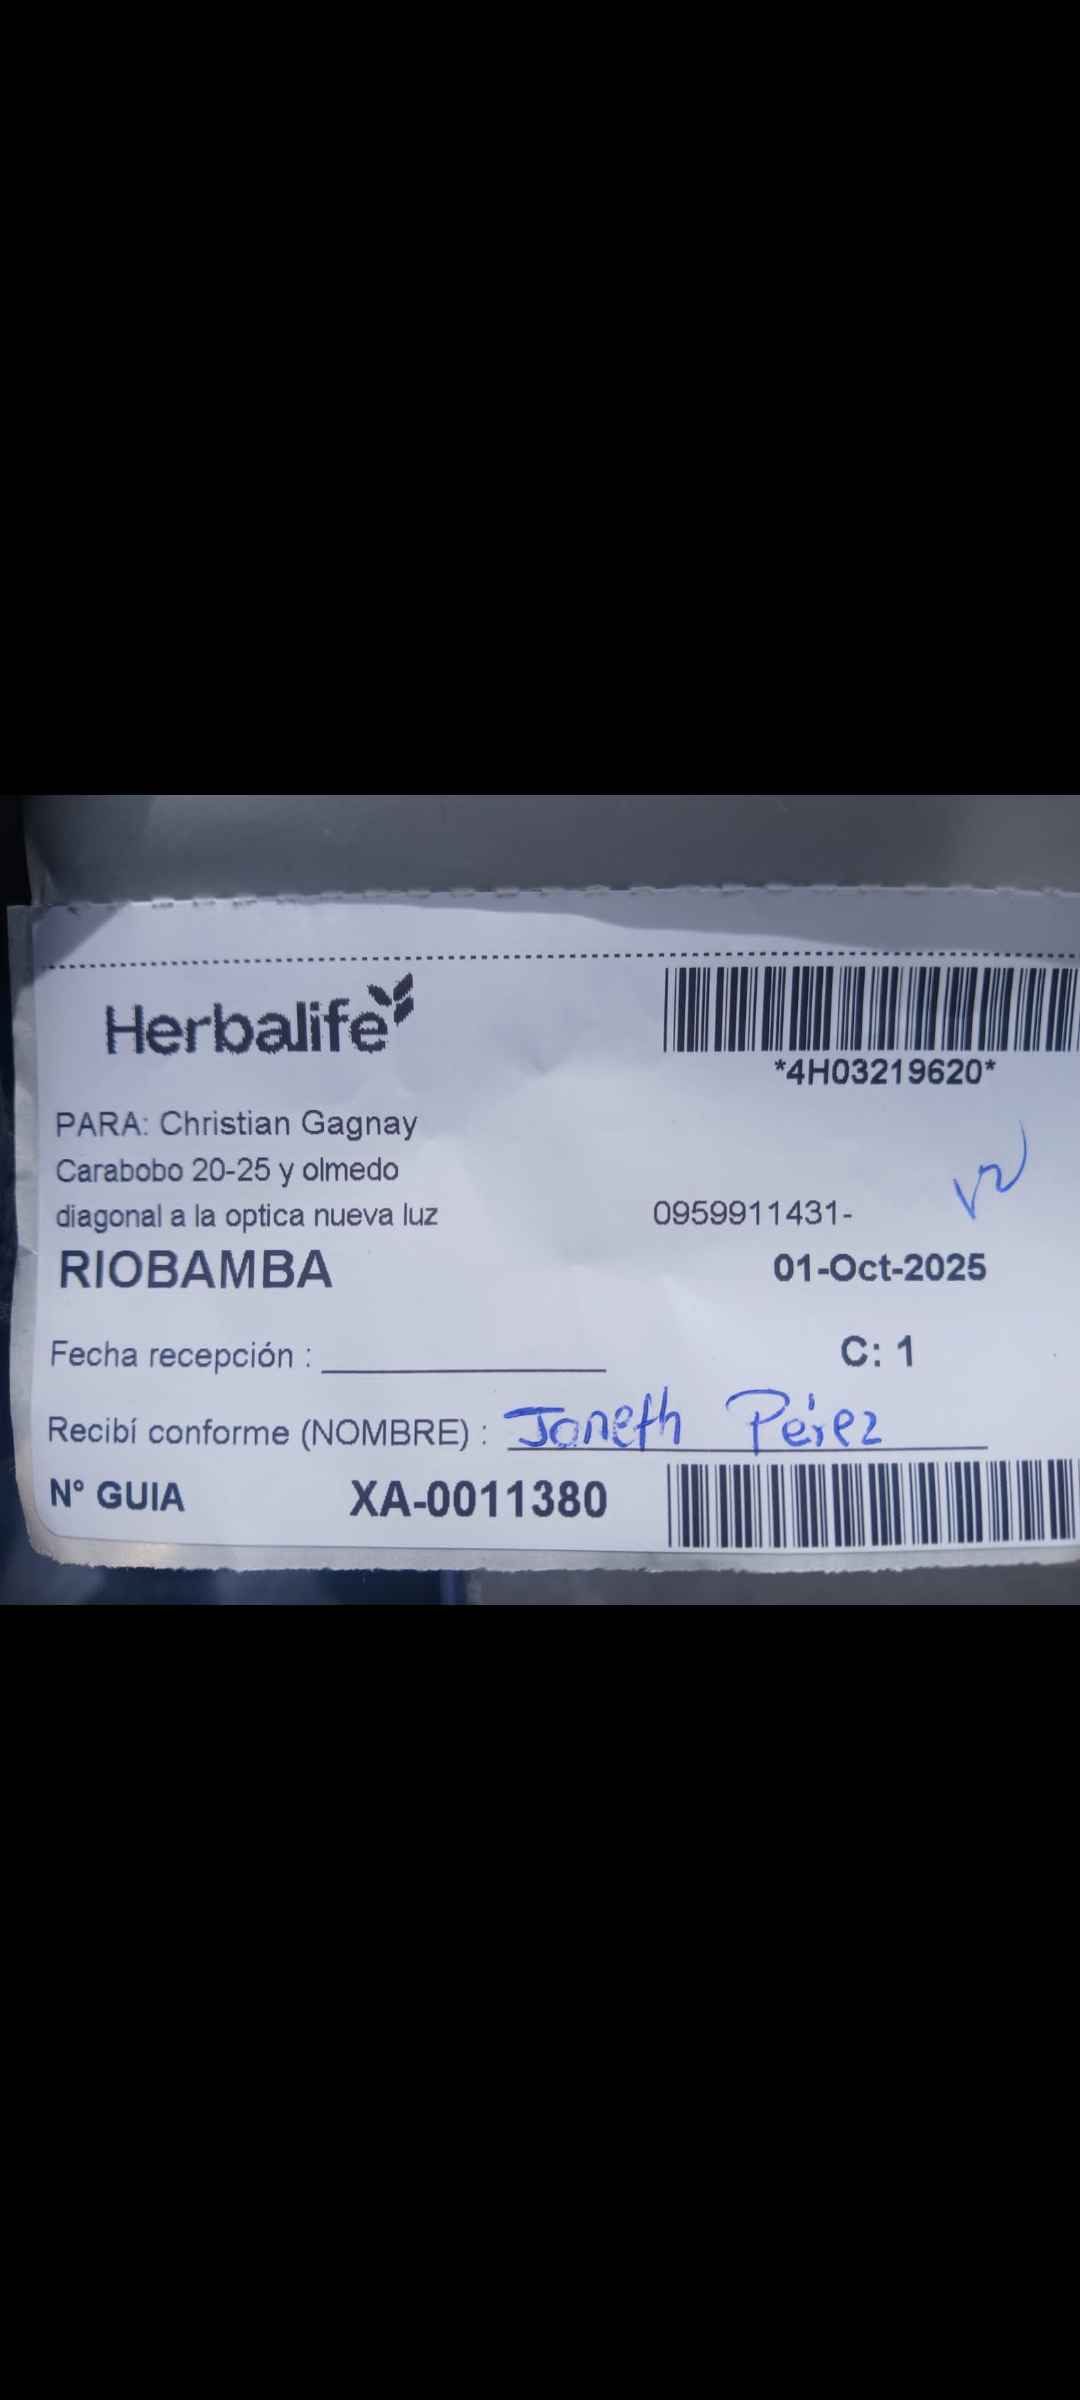 Herbalife
*4H03219620*
PARA: Christian Gagnay
Carabobo 20-25 y olmedo
diagonal a la optica nueva luz
0959911431-
RIOBAMBA
01-Oct-2025
Fecha recepción :
C: 1
Recibí conforme (NOMBRE) : Joneth Pérez
N° GUIA XA-0011380